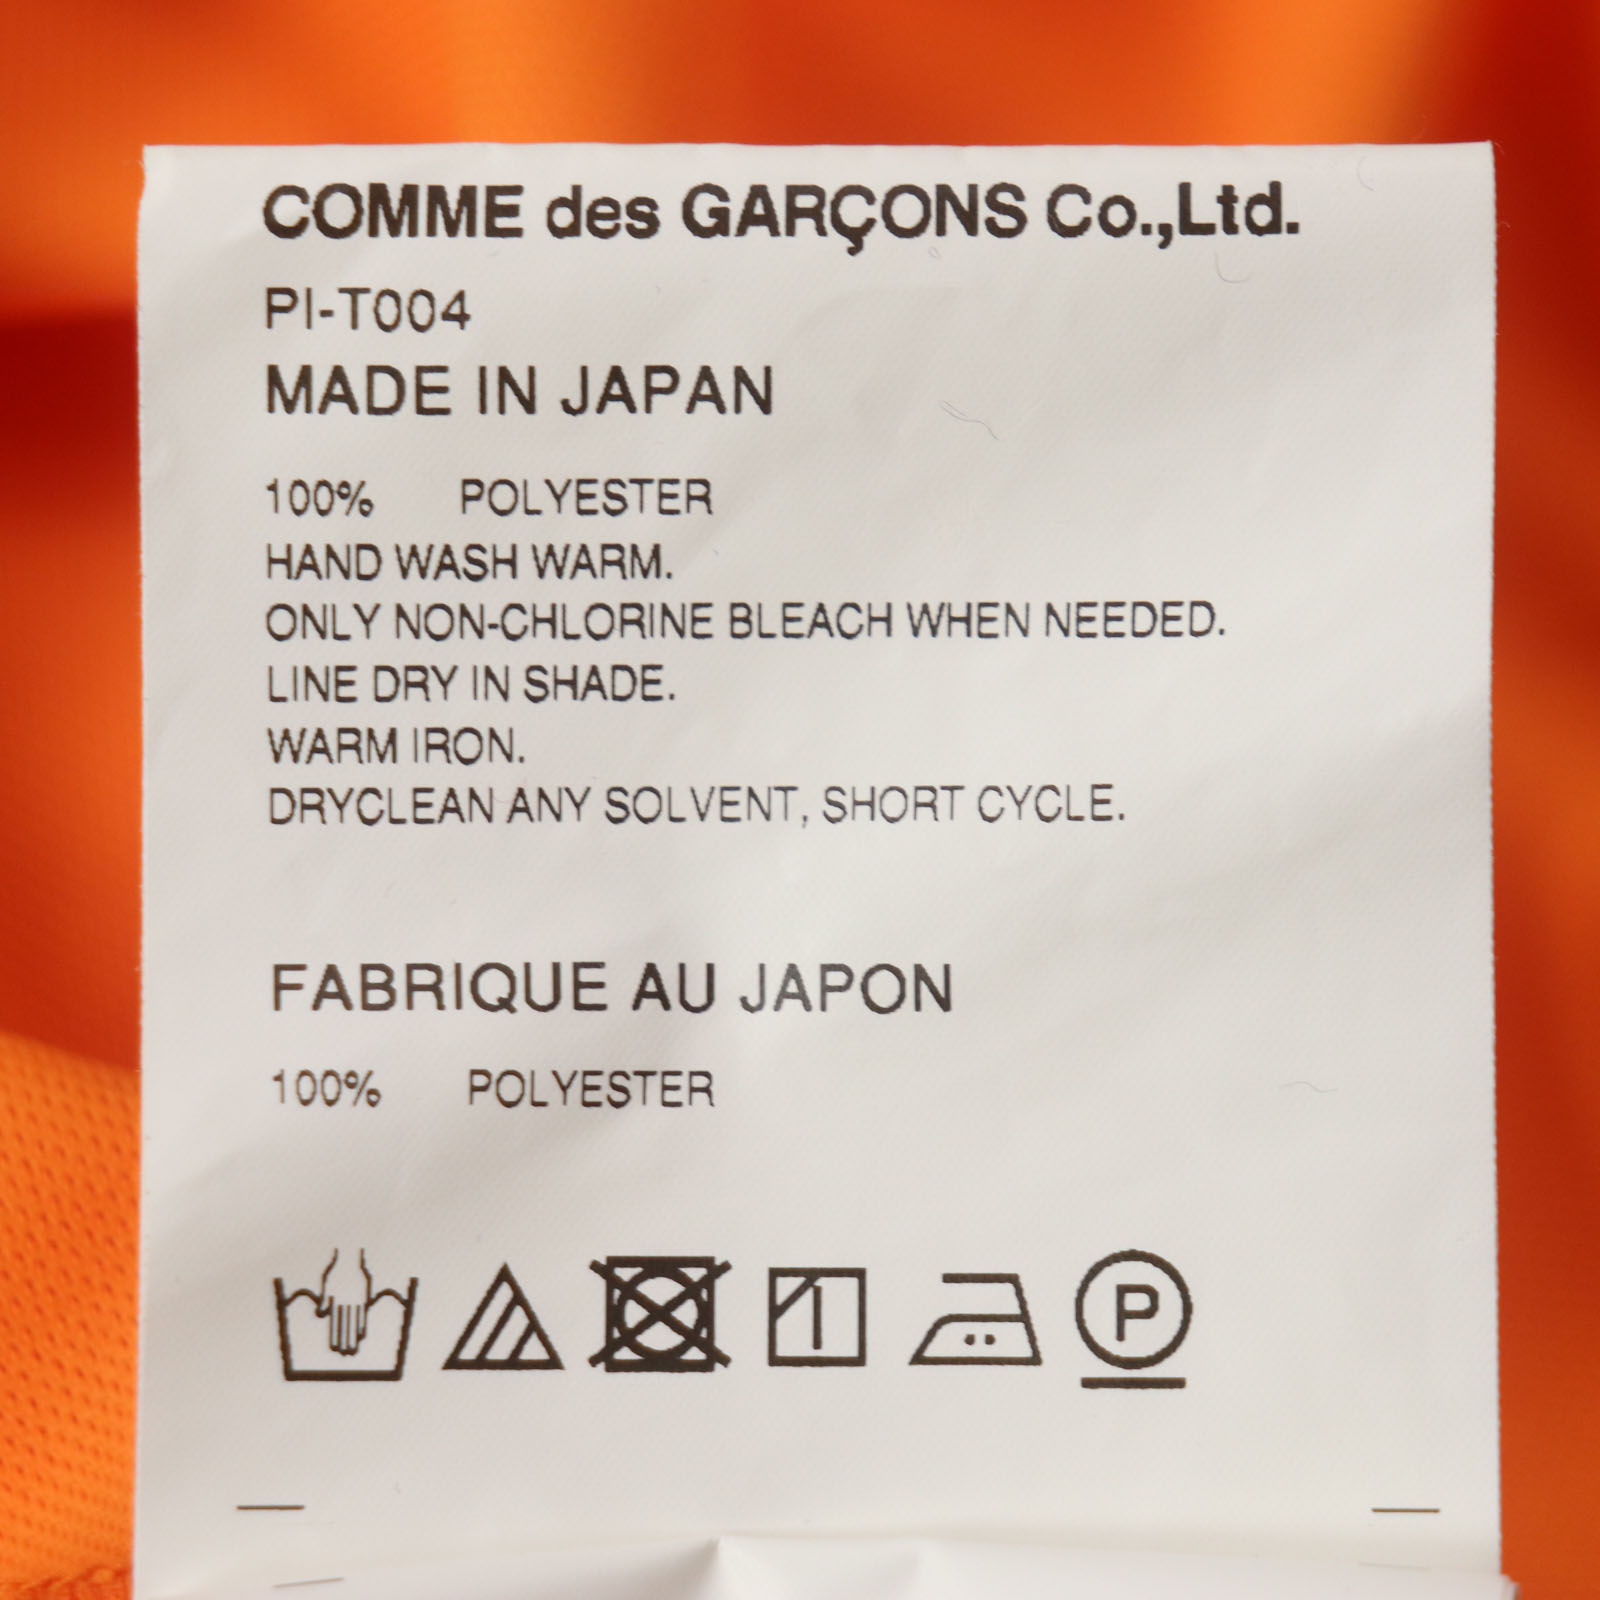 COMME des GARÇONS Co.,Ltd.
PI-T004
MADE IN JAPAN
100% POLYESTER
HAND WASH WARM.
ONLY NON-CHLORINE BLEACH WHEN NEEDED.
LINE DRY IN SHADE.
WARM IRON.
DRYCLEAN ANY SOLVENT, SHORT CYCLE.
FABRIQUE AU JAPON
100% POLYESTER
P